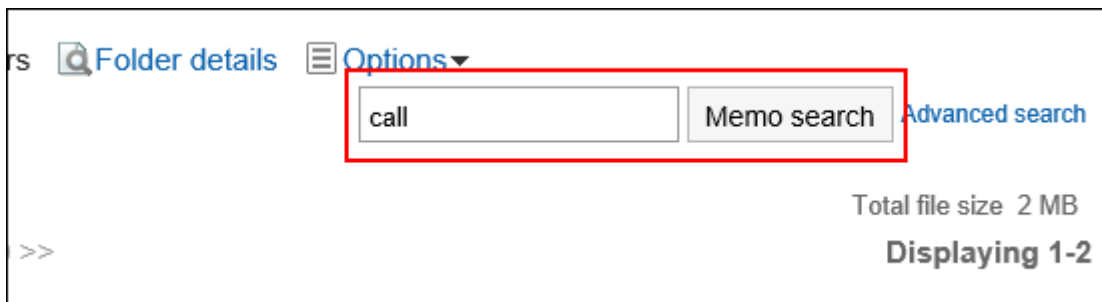 rs Folder details Options
call Memo search Advanced search
Total file size 2 MB
>> Displaying 1-2